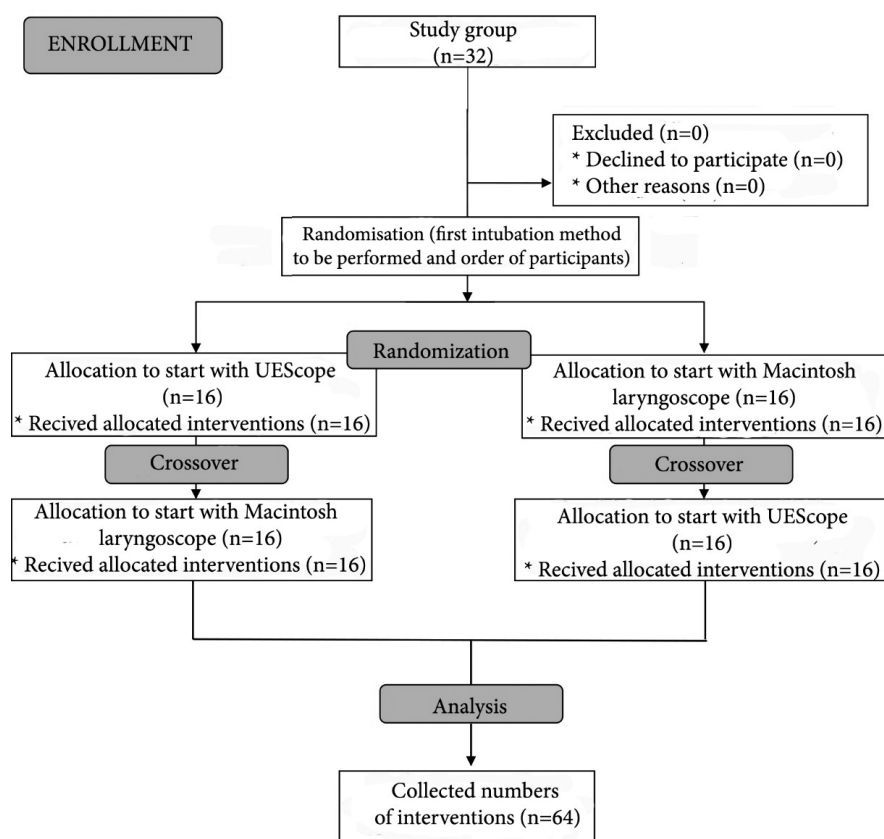 ENROLLMENT
Study group
(n=32)
Excluded (n=0)
* Declined to participate (n=0)
* Other reasons (n=0)
Randomisation (first intubation method
to be performed and order of participants)
Randomization
Allocation to start with UEScope
(n=16)
* Recived allocated interventions (n=16)
Allocation to start with Macintosh
laryngoscope (n=16)
* Recived allocated interventions (n=16)
Crossover
Crossover
Allocation to start with Macintosh
laryngoscope (n=16)
* Recived allocated interventions (n=16)
Allocation to start with UEScope
(n=16)
* Recived allocated interventions (n=16)
Analysis
Collected numbers
of interventions (n=64)